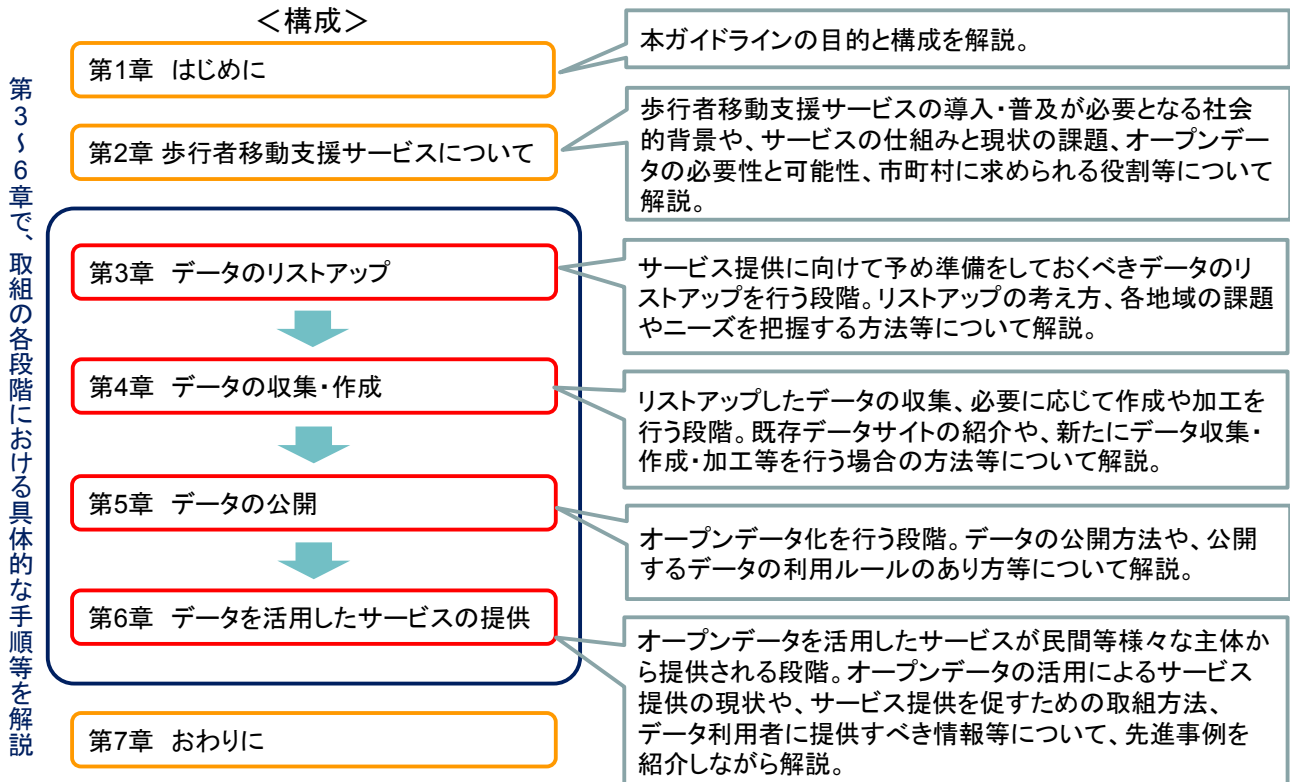 <構成>
第3~6章で、取組の各段階における具体的な手順等を解説
第1章 はじめに
本ガイドラインの目的と構成を解説。
第2章 歩行者移動支援サービスについて
歩行者移動支援サービスの導入・普及が必要となる社会
的背景や、サービスの仕組みと現状の課題、オープンデー
タの必要性と可能性、市町村に求められる役割等について
解説。
第3章 データのリストアップ
サービス提供に向けて予め準備をしておくべきデータのリ
ストアップを行う段階。リストアップの考え方、各地域の課題
やニーズを把握する方法等について解説。
第4章 データの収集・作成
リストアップしたデータの収集、必要に応じて作成や加工を
行う段階。既存データサイトの紹介や、新たにデータ収集・
作成・加工等を行う場合の方法等について解説。
第5章 データの公開
オープンデータ化を行う段階。データの公開方法や、公開
するデータの利用ルールのあり方等について解説。
第6章 データを活用したサービスの提供
オープンデータを活用したサービスが民間等様々な主体か
ら提供される段階。オープンデータの活用によるサービス
提供の現状や、サービス提供を促すための取組方法、
データ利用者に提供すべき情報等について、先進事例を
紹介しながら解説。
第7章 おわりに